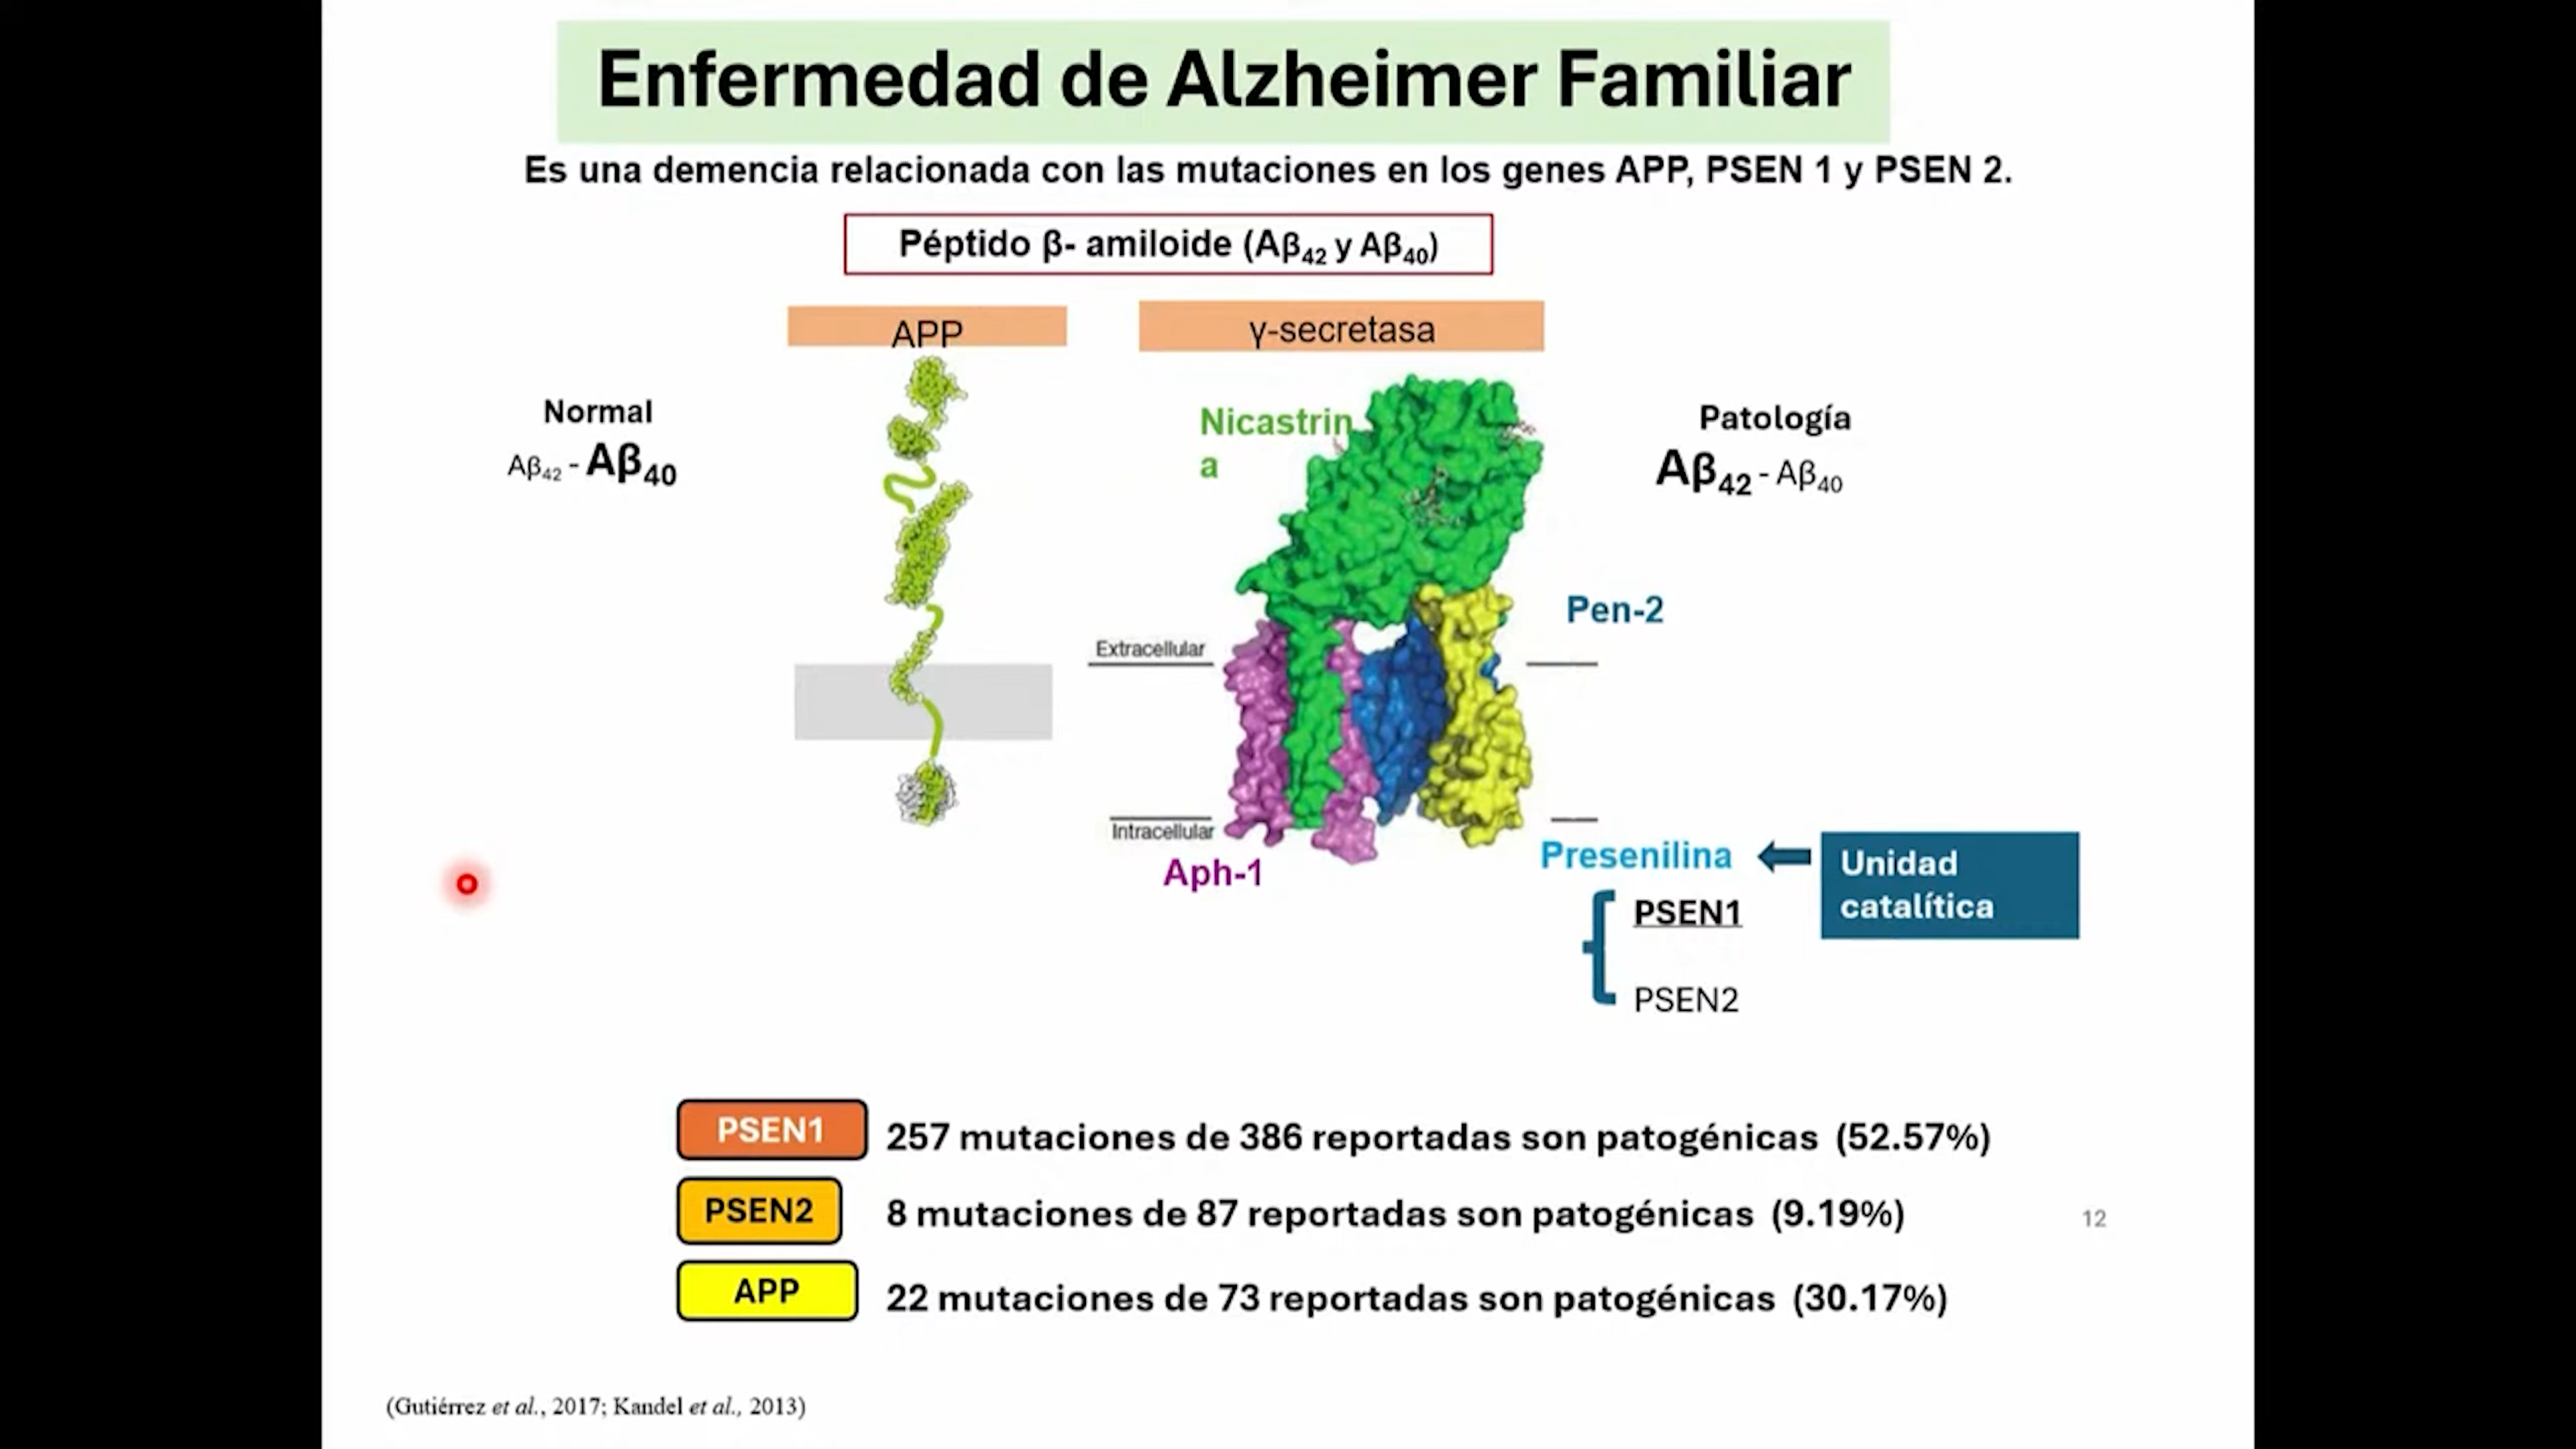 Enfermedad de Alzheimer Familiar
Es una demencia relacionada con las mutaciones en los genes APP, PSEN 1 y PSEN 2.
Péptido β- amiloide (Aβ42 y Aβ40)
APP
γ-secretasa
Normal
Aβ42 - Aβ40
Nicastrin
a
Patología
Aβ42 - Aβ40
Pen-2
Extracellular
Intracellular
Aph-1
Presenilina
Unidad
catalítica
PSEN1
PSEN2
PSEN1 257 mutaciones de 386 reportadas son patogénicas (52.57%)
PSEN2 8 mutaciones de 87 reportadas son patogénicas (9.19%)
12
APP 22 mutaciones de 73 reportadas son patogénicas (30.17%)
(Gutiérrez et al., 2017; Kandel et al., 2013)